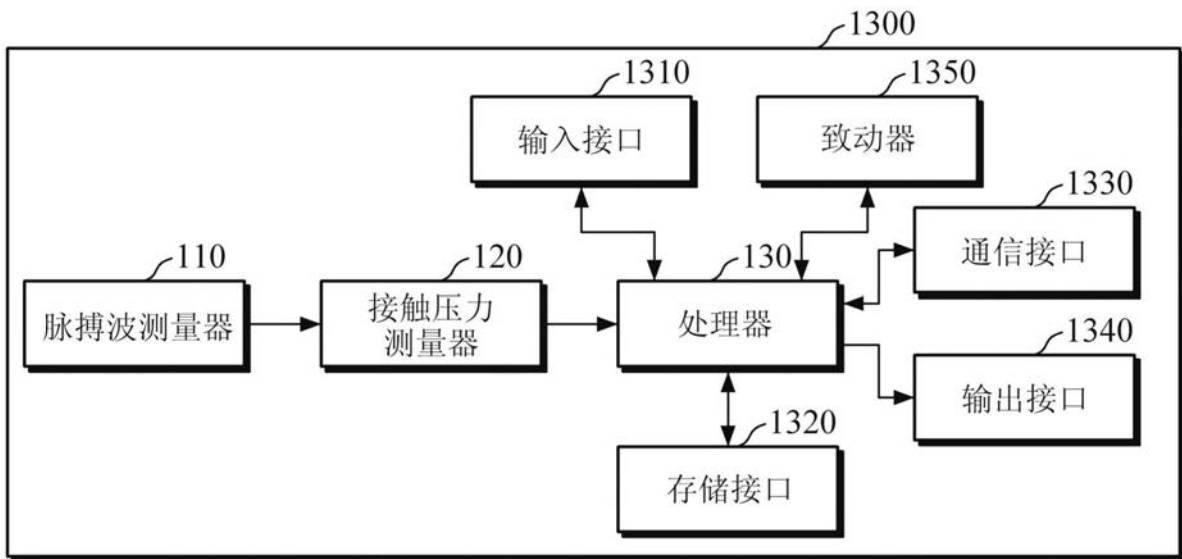 1300
1310
1350
输入接口
致动器
1330
通信接口
110
120
130
脉搏波测量器
接触压力
测量器
处理器
1340
输出接口
1320
存储接口